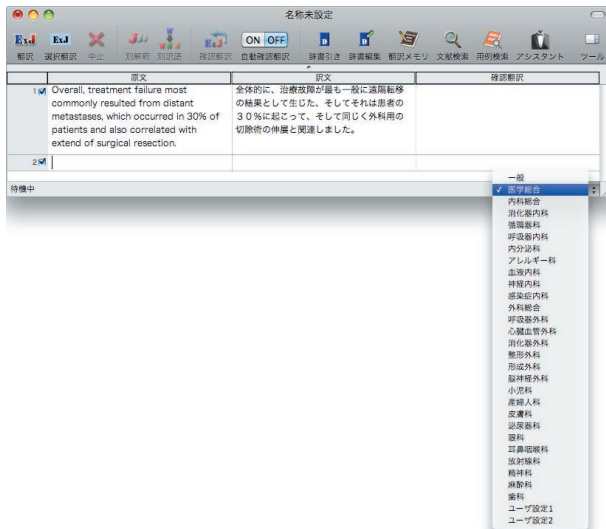 名称未設定
E₂J ExJ ON OFF
翻訳 選択翻訳 中止 別解釈 別訳語 確認翻訳 自動確認翻訳 辞書引き 辞書編集 翻訳メモリ 文献検索 用例検索 アシスタント ツール
原文 訳文 確認翻訳
1 Overall, treatment failure most 全体的に、治療故障が最も一般に遠隔転移
commonly resulted from distant の結果として生じた、そしてそれは患者の
metastases, which occurred in 30% of ３０％に起こって、そして同じく外科用の
patients and also correlated with 切除術の伸展と関連しました。
extend of surgical resection.
2
待機中
一般
✓ 医学総合
内科総合
消化器内科
循環器科
呼吸器内科
内分泌科
アレルギー科
血液内科
神経内科
感染症内科
外科総合
呼吸器外科
心臓血管外科
消化器外科
整形外科
形成外科
脳神経外科
小児科
産婦人科
皮膚科
泌尿器科
眼科
耳鼻咽喉科
放射線科
精神科
麻酔科
歯科
ユーザ設定1
ユーザ設定2